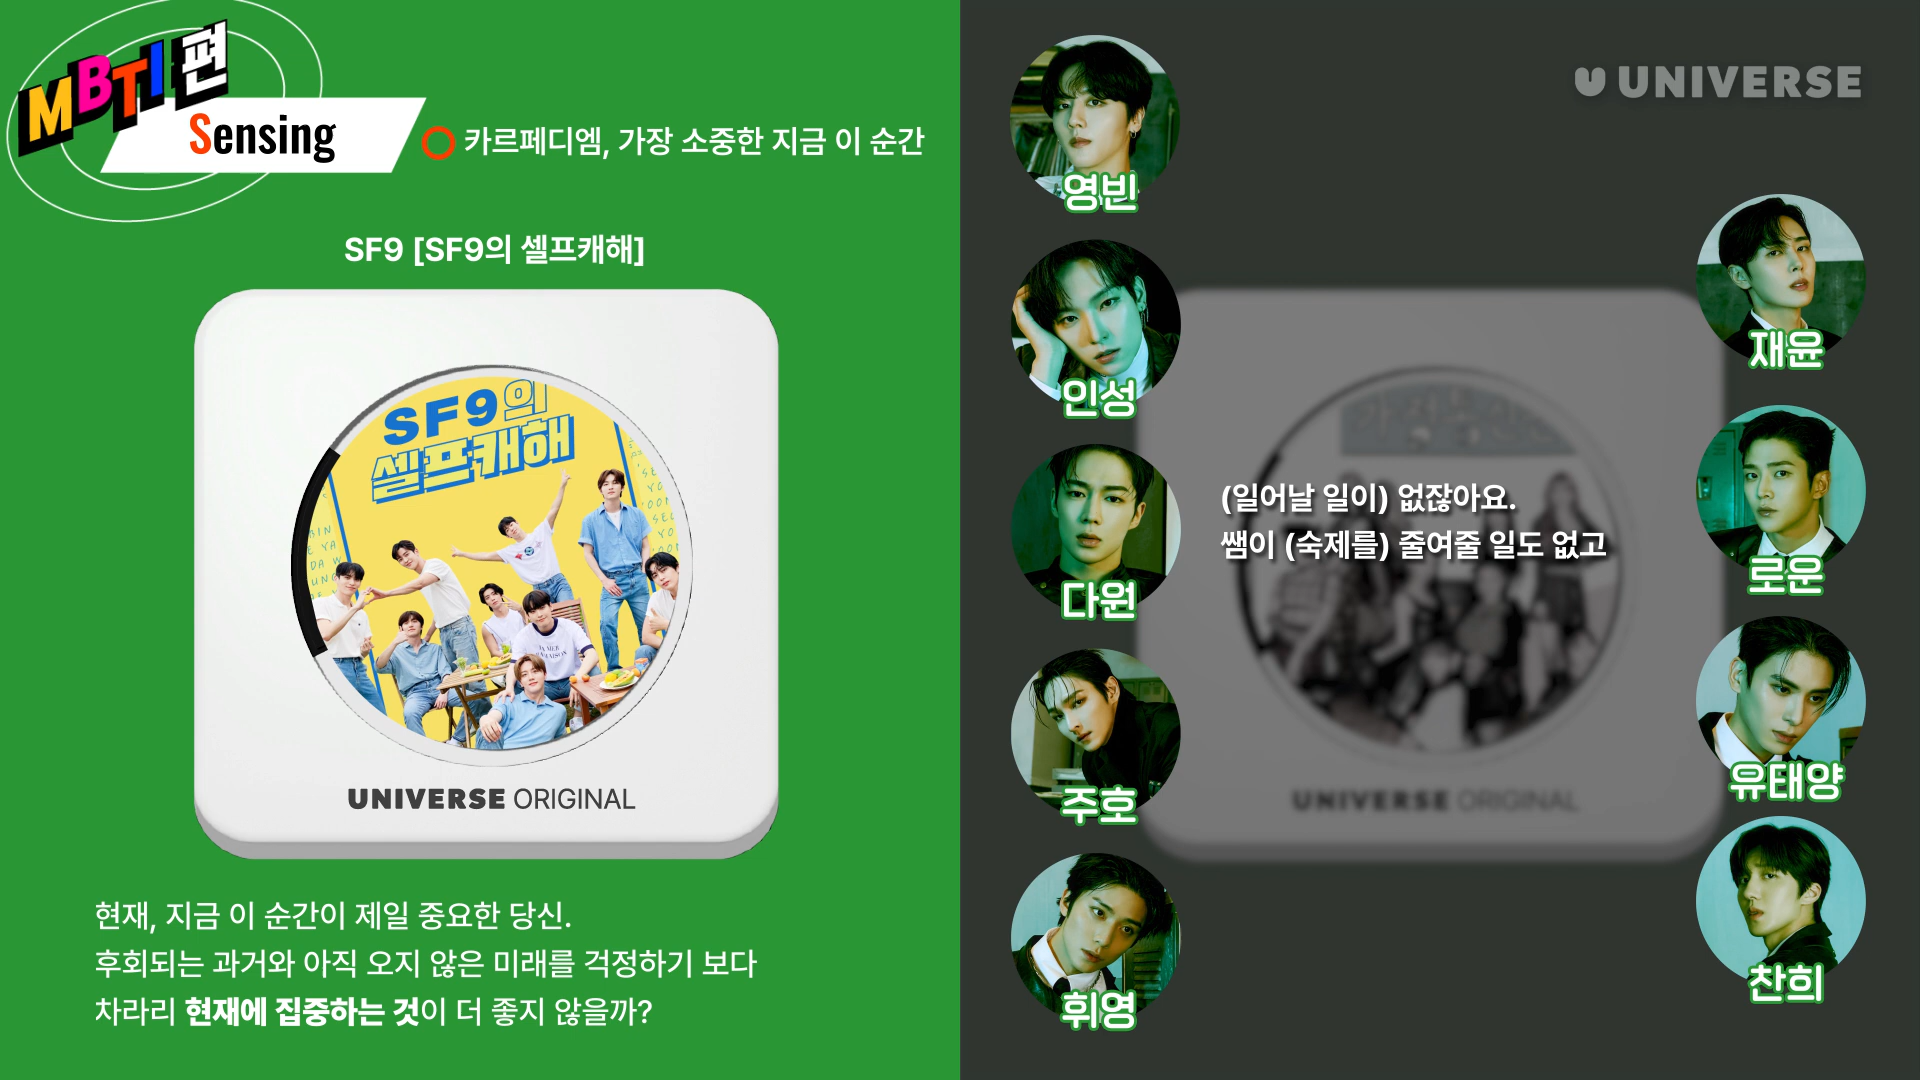 MBTI 편
Sensing
카르페디엠, 가장 소중한 지금 이 순간
SF9 [SF9의 셀프캐해]
SF9의
셀프캐해
UNIVERSE ORIGINAL
현재, 지금 이 순간이 제일 중요한 당신.
후회되는 과거와 아직 오지 않은 미래를 걱정하기 보다
차라리 현재에 집중하는 것이 더 좋지 않을까?
UNIVERSE
영빈
인성
다원
주호
휘영
(일어날 일이) 없잖아요.
쌤이 (숙제를) 줄여줄 일도 없고
UNIVERSE ORIGINAL
재윤
로운
유태양
찬희